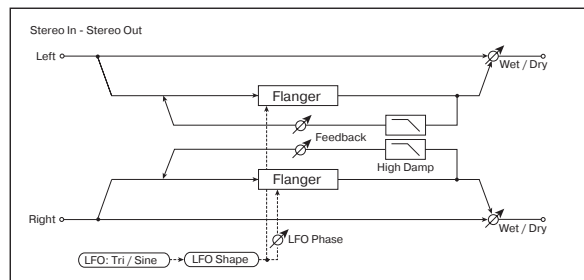 Stereo In - Stereo Out
Left
Wet / Dry
Flanger
Feedback
High Damp
Flanger
LFO Phase
Right
Wet / Dry
LFO: Tri / Sine
LFO Shape